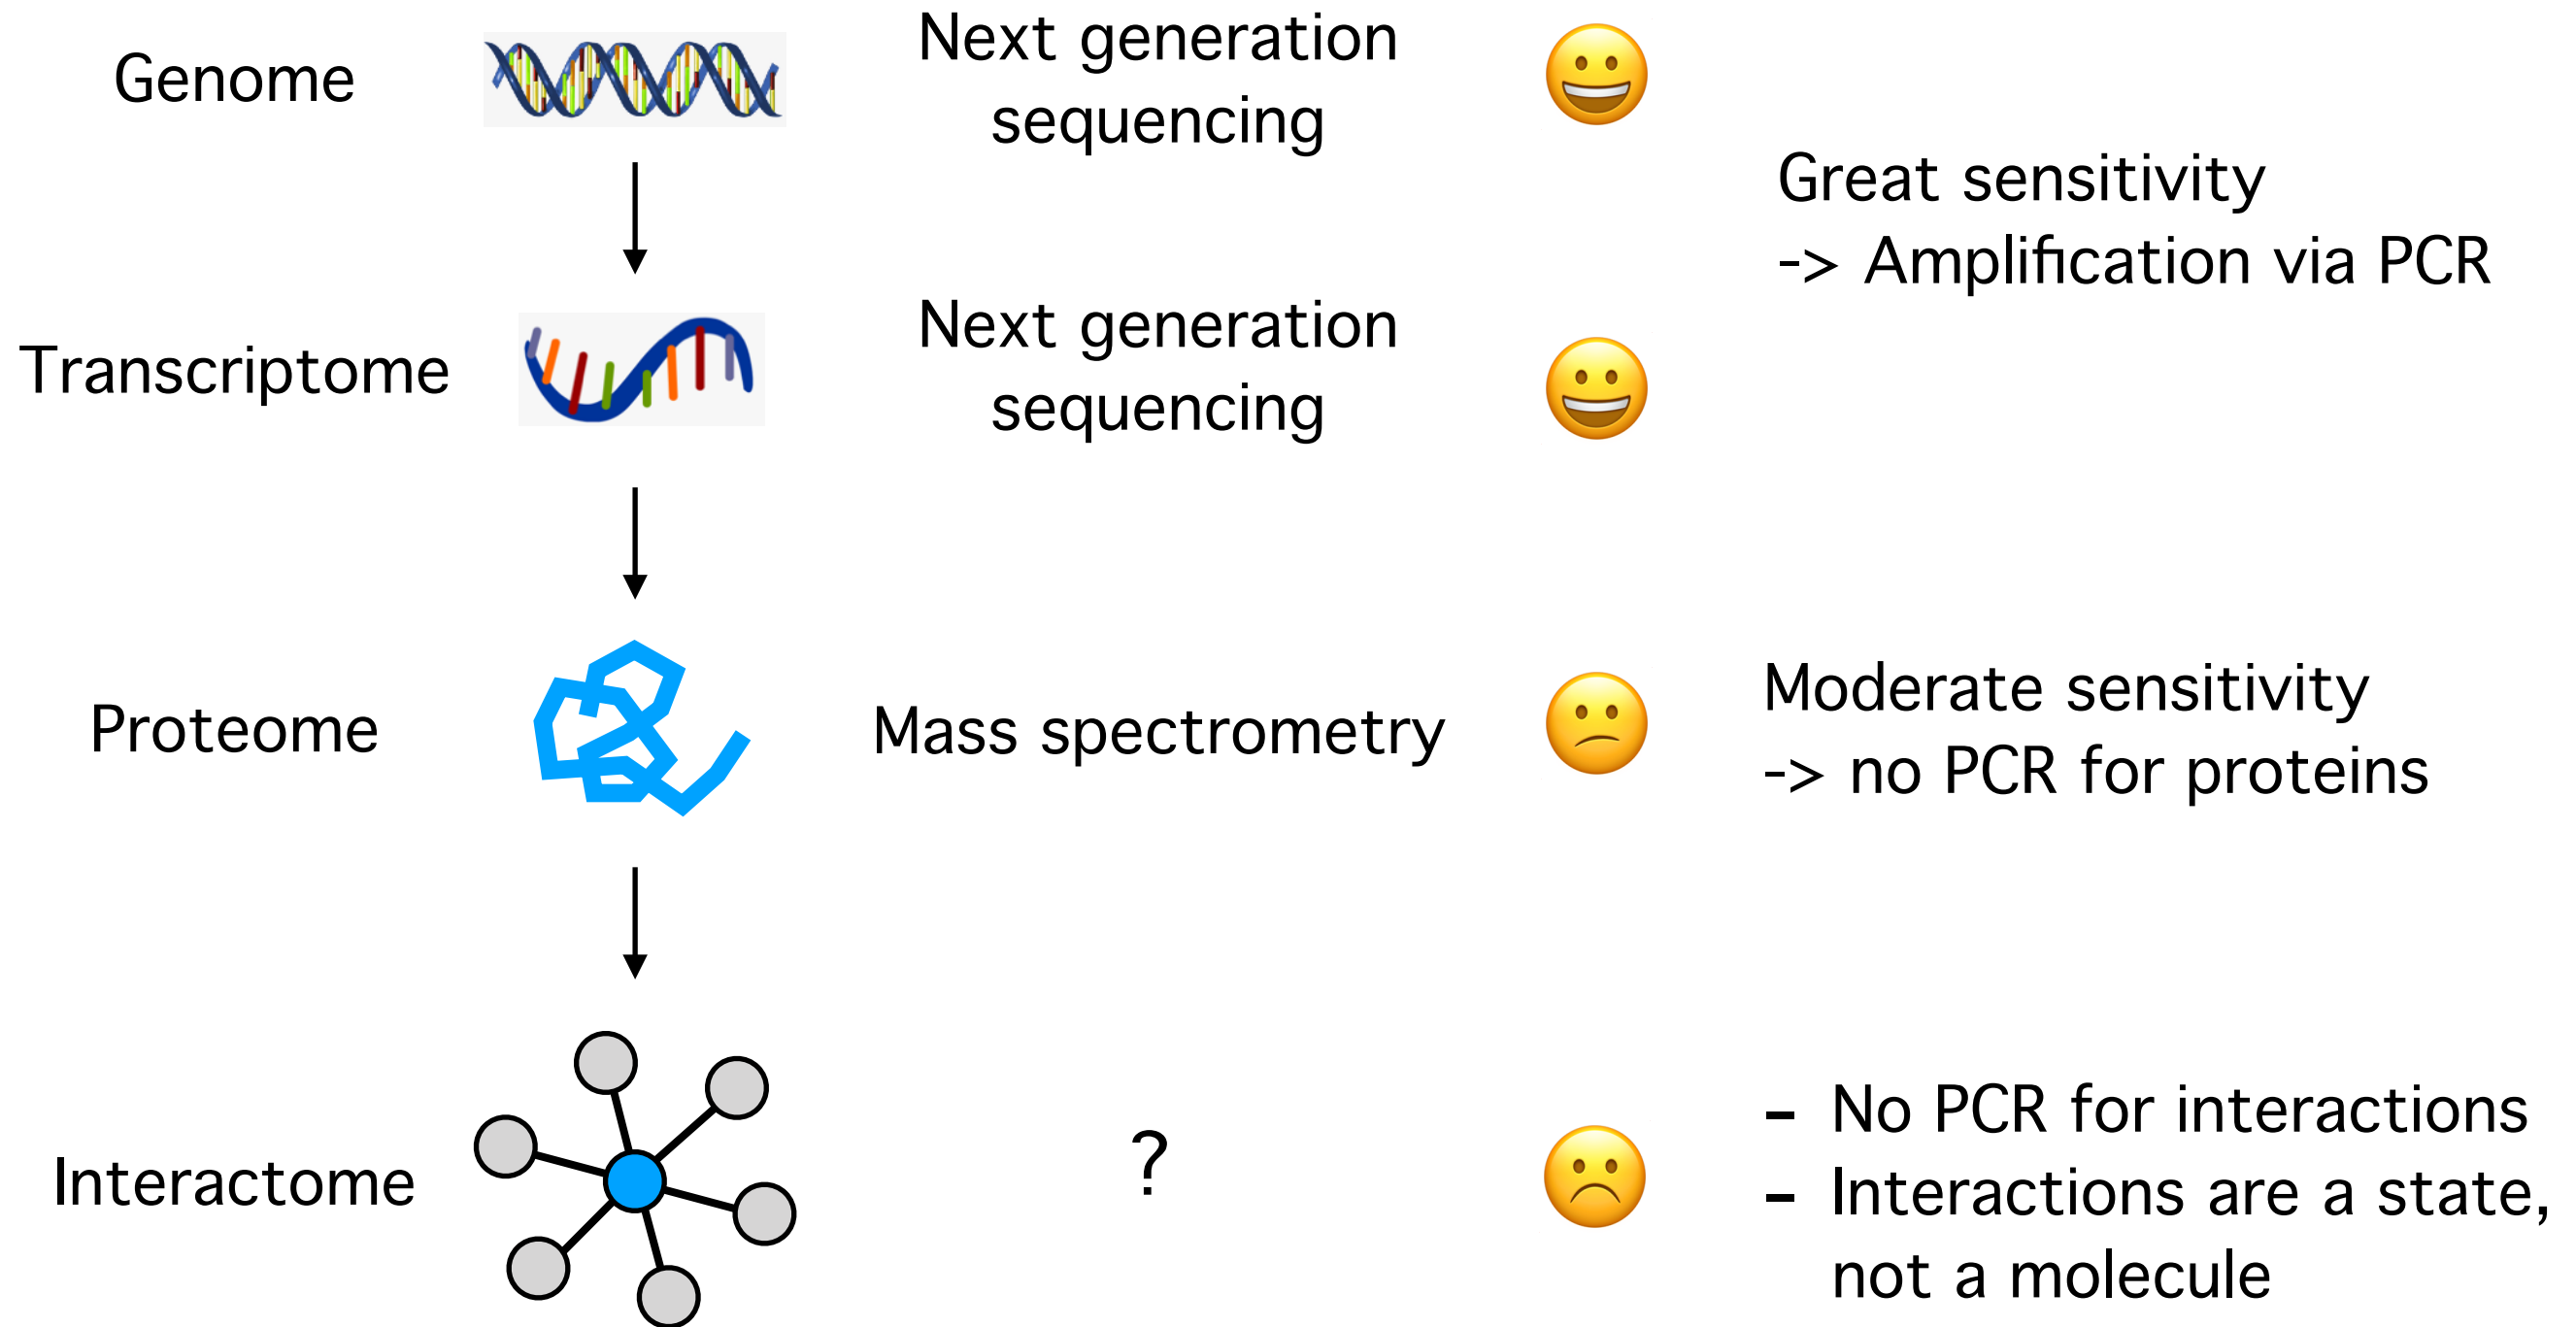 Genome
Next generation
sequencing
Great sensitivity
-> Amplification via PCR
Transcriptome
Next generation
sequencing
Proteome
Mass spectrometry
Moderate sensitivity
-> no PCR for proteins
Interactome
?
– No PCR for interactions
– Interactions are a state,
not a molecule